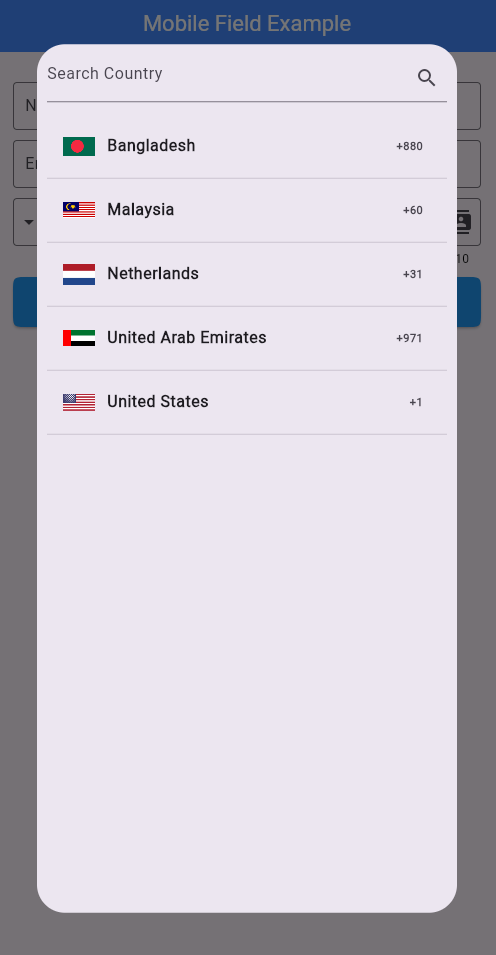 Mobile Field Example
Search Country
Bangladesh +880
Malaysia +60
Netherlands +31
United Arab Emirates +971
United States +1
10